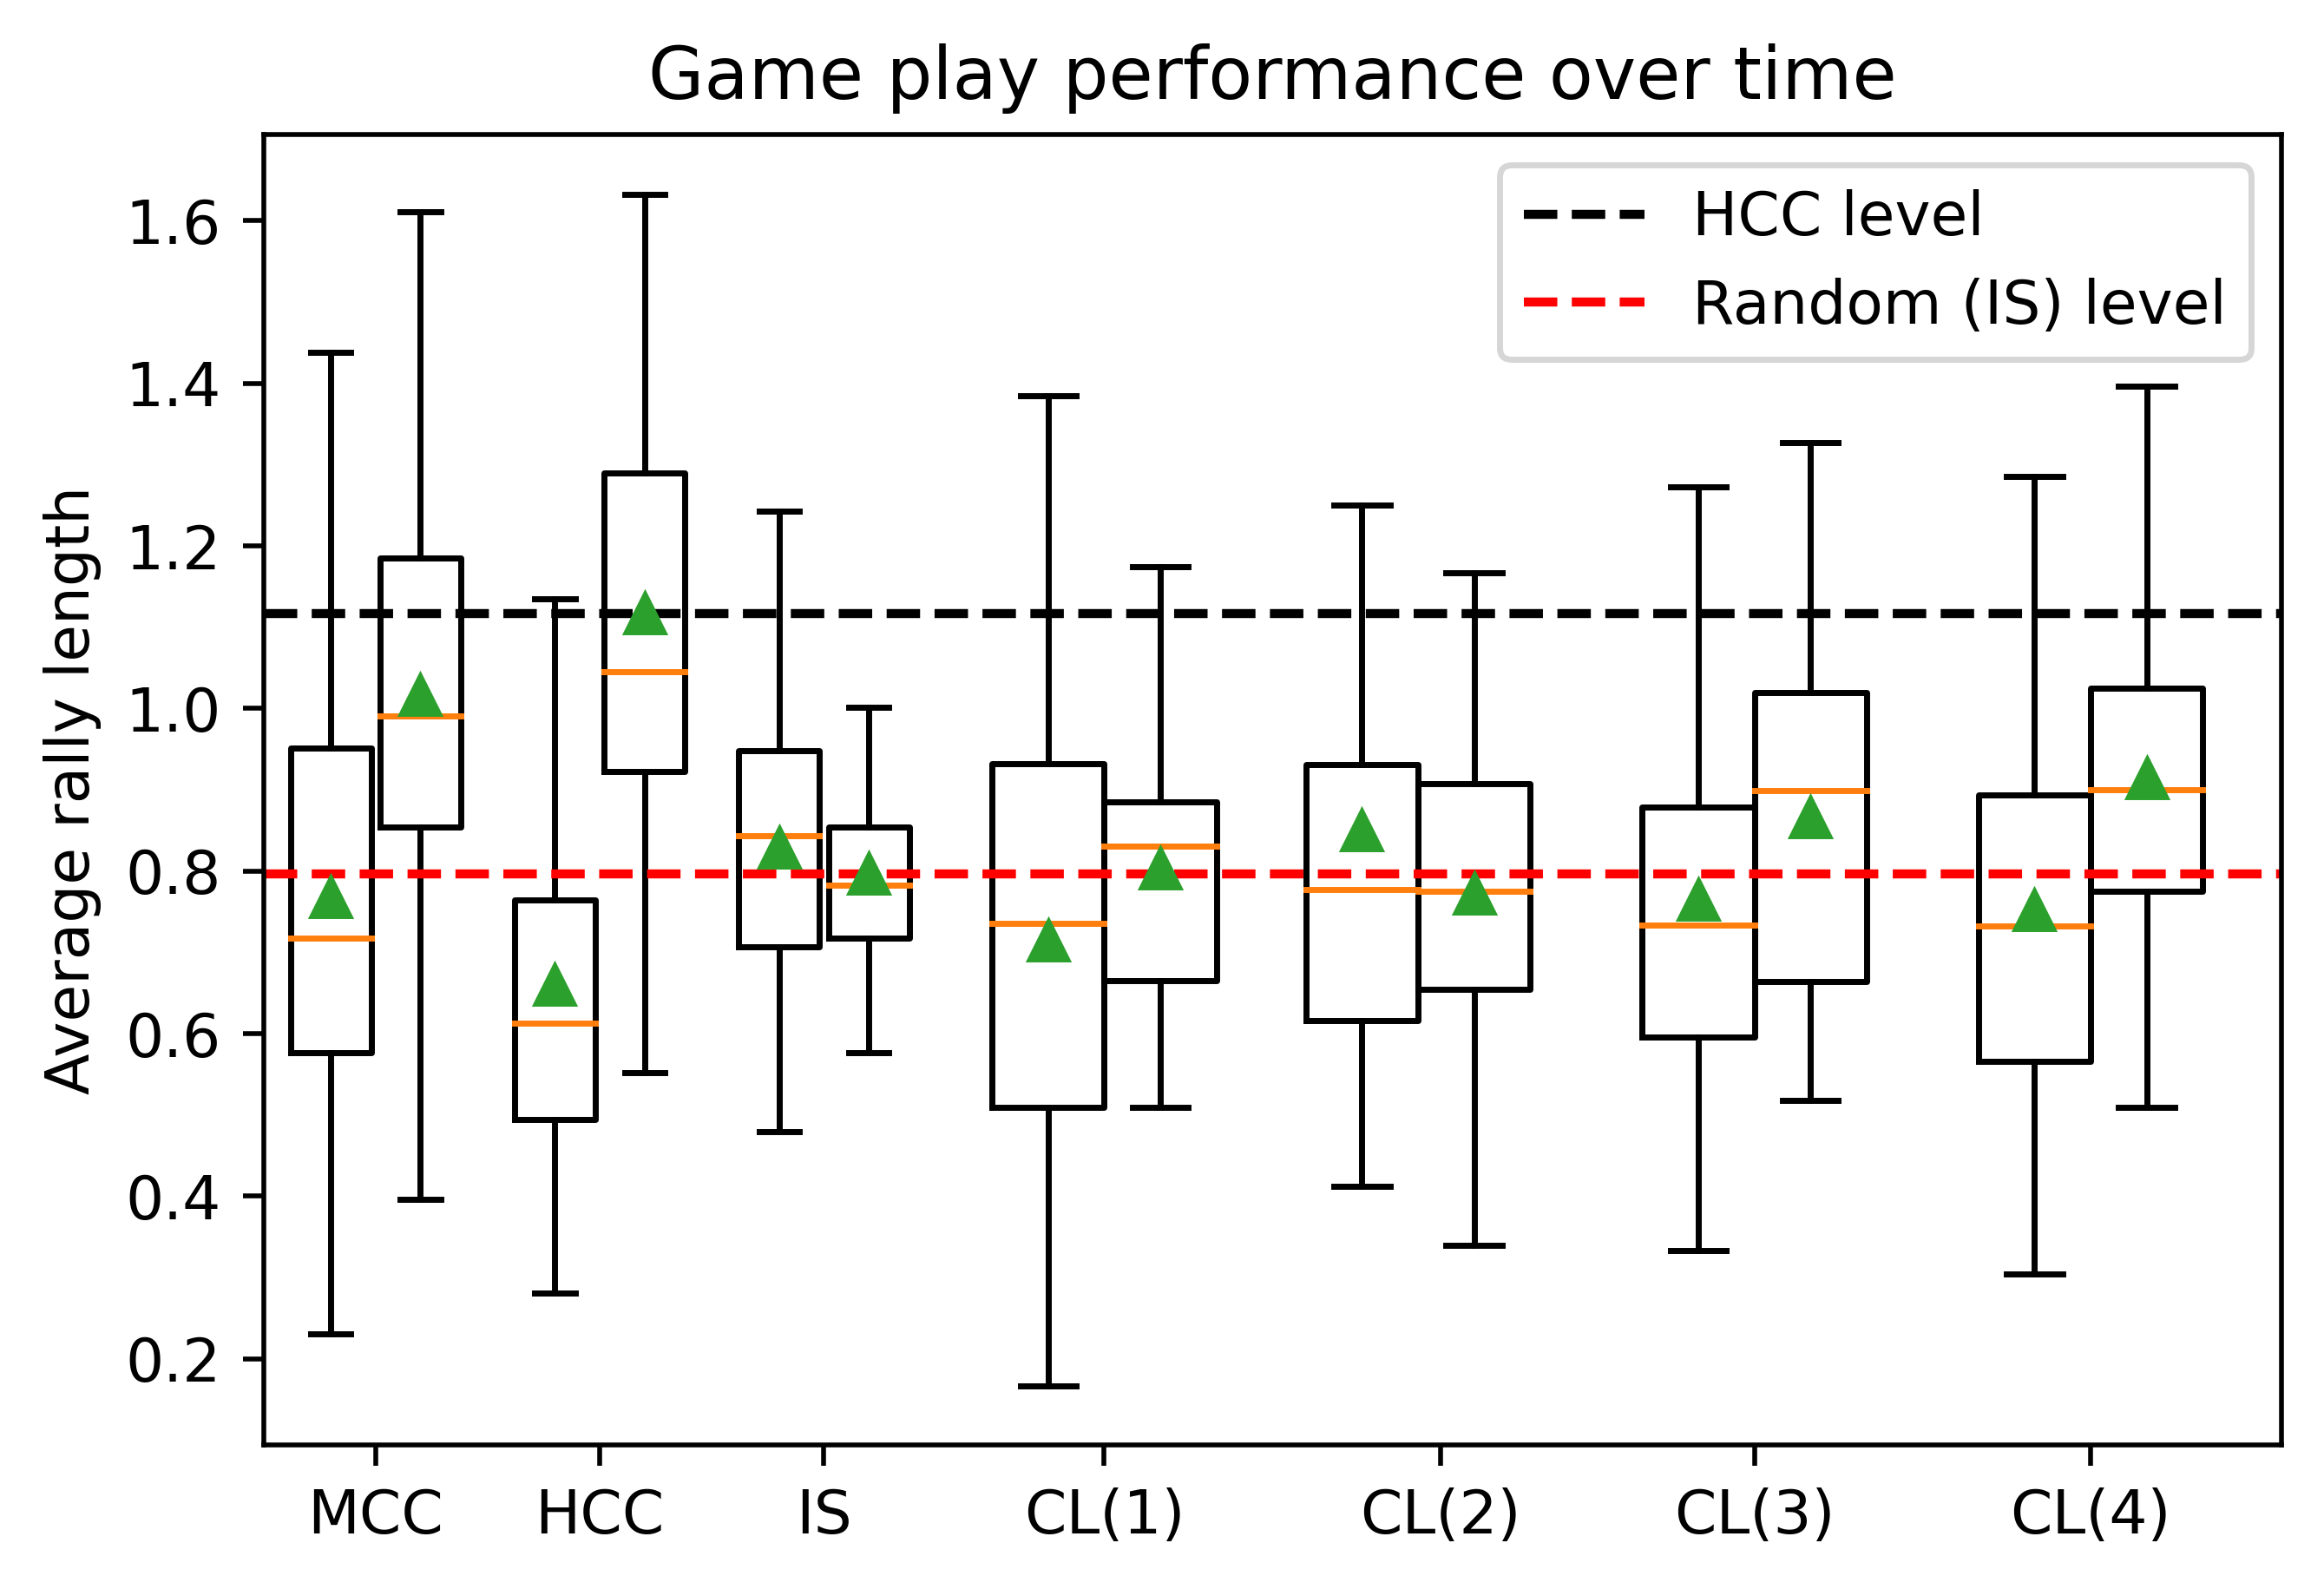 Game play performance over time
HCC level
Random (IS) level
Average rally length
1.6
1.4
1.2
1.0
0.8
0.6
0.4
0.2
MCC HCC IS CL(1) CL(2) CL(3) CL(4)